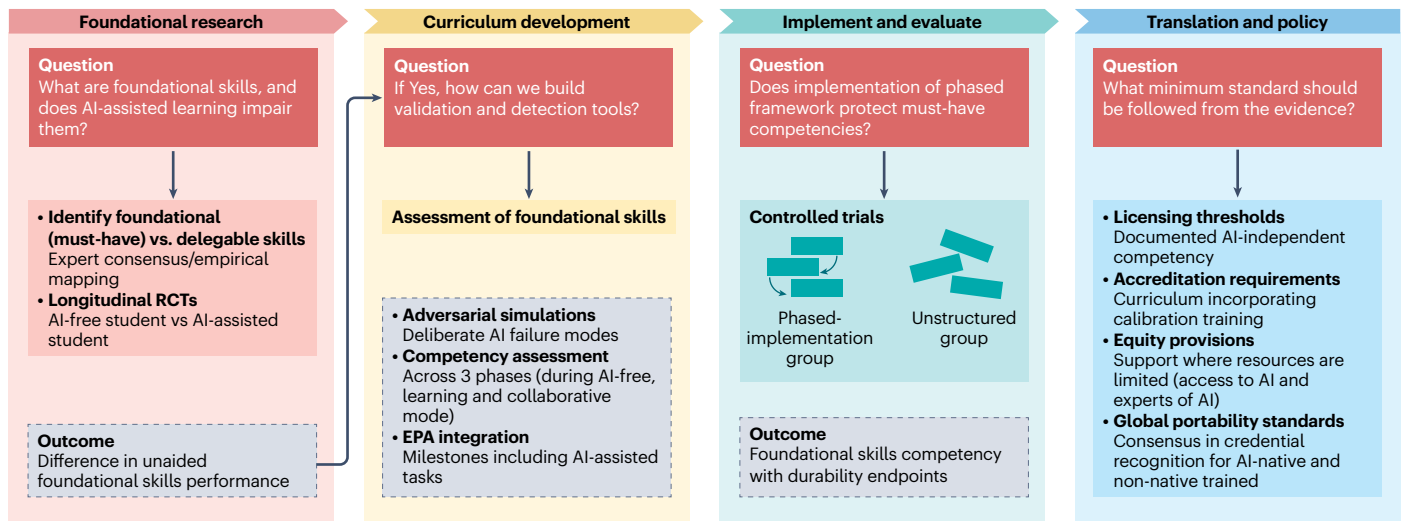 Foundational research
Question
What are foundational skills, and
does AI-assisted learning impair
them?
• Identify foundational
(must-have) vs. delegable skills
Expert consensus/empirical
mapping
• Longitudinal RCTs
AI-free student vs AI-assisted
student
Outcome
Difference in unaided
foundational skills performance
Curriculum development
Question
If Yes, how can we build
validation and detection tools?
Assessment of foundational skills
• Adversarial simulations
Deliberate AI failure modes
• Competency assessment
Across 3 phases (during AI-free,
learning and collaborative
mode)
• EPA integration
Milestones including AI-assisted
tasks
Implement and evaluate
Question
Does implementation of phased
framework protect must-have
competencies?
Controlled trials
Phased-
implementation
group
Unstructured
group
Outcome
Foundational skills competency
with durability endpoints
Translation and policy
Question
What minimum standard should
be followed from the evidence?
• Licensing thresholds
Documented AI-independent
competency
• Accreditation requirements
Curriculum incorporating
calibration training
• Equity provisions
Support where resources are
limited (access to AI and
experts of AI)
• Global portability standards
Consensus in credential
recognition for AI-native and
non-native trained